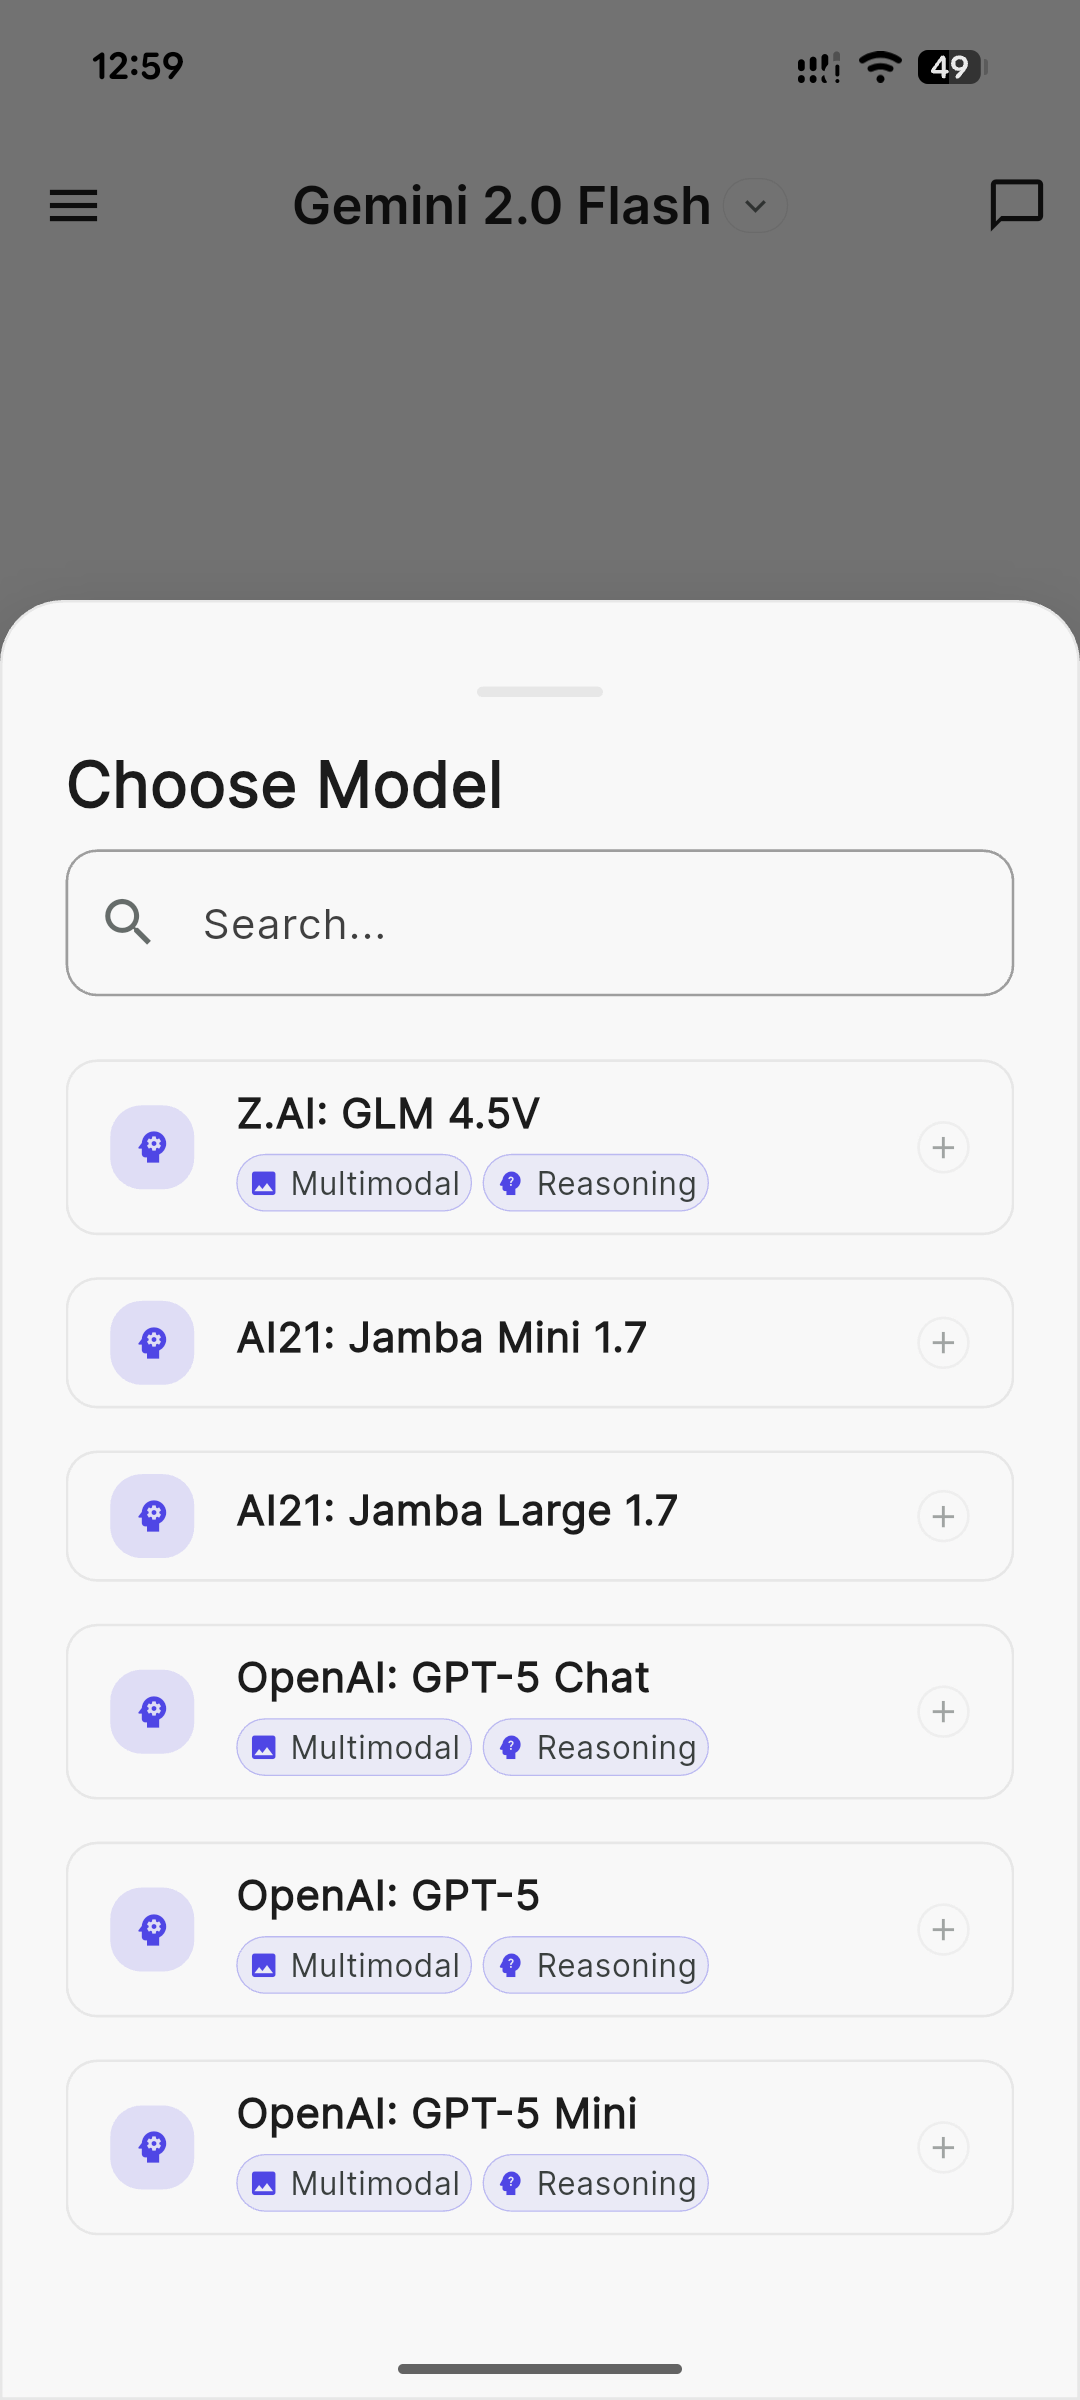 12:59
49
Gemini 2.0 Flash
Choose Model
Search...
Z.AI: GLM 4.5V
Multimodal Reasoning
AI21: Jamba Mini 1.7
AI21: Jamba Large 1.7
OpenAI: GPT-5 Chat
Multimodal Reasoning
OpenAI: GPT-5
Multimodal Reasoning
OpenAI: GPT-5 Mini
Multimodal Reasoning